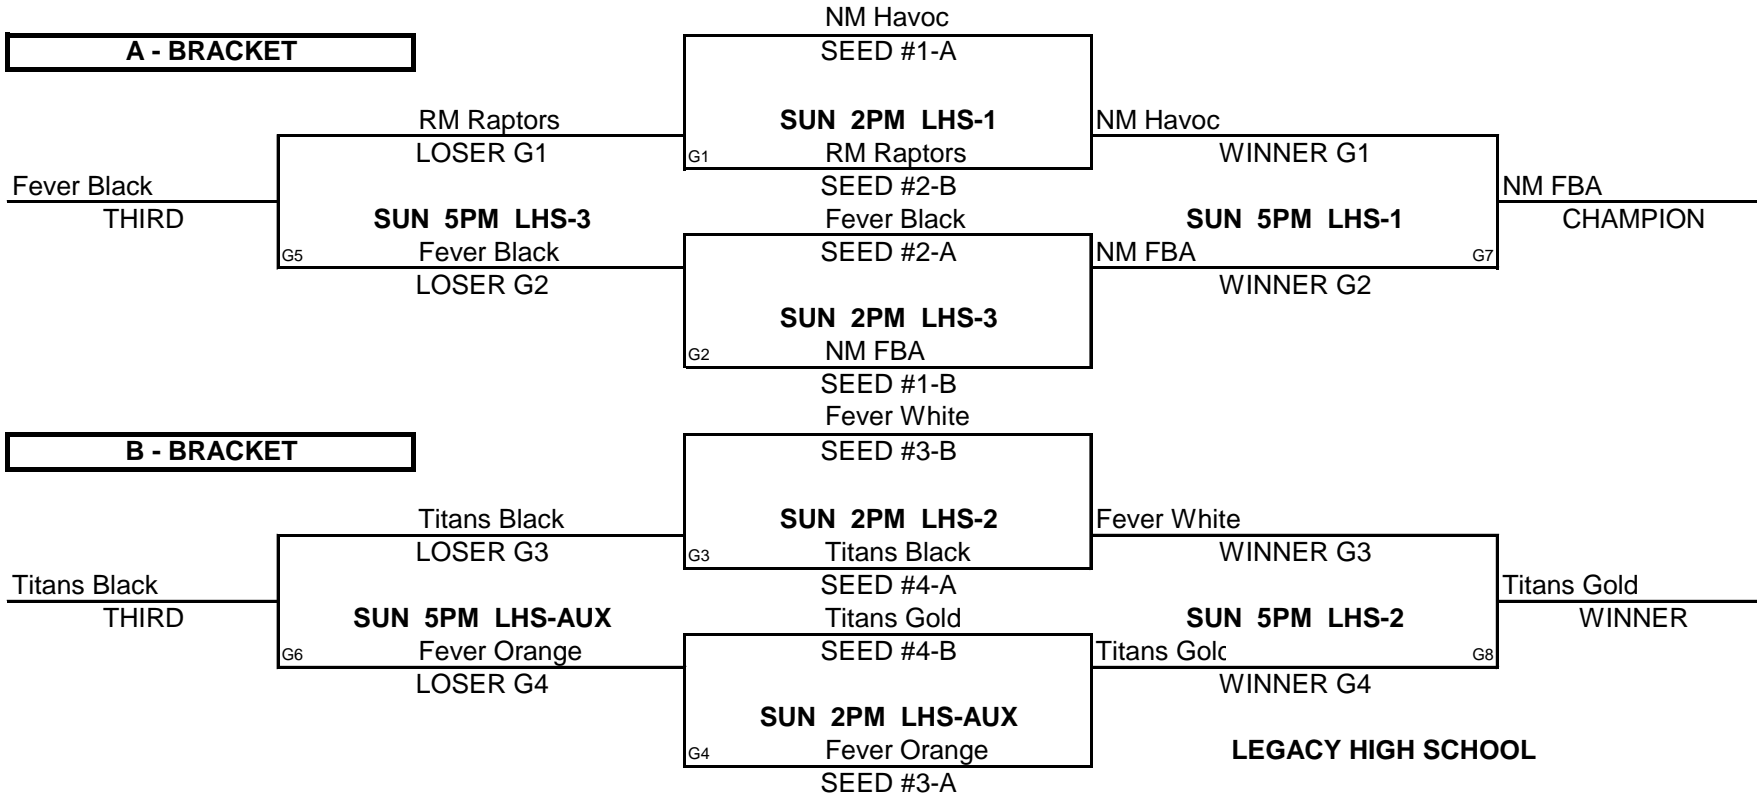 NM Havoc
A - BRACKET
SEED #1-A
RM Raptors
SUN 2PM LHS-1
NM Havoc
LOSER G1
G1
RM Raptors
WINNER G1
Fever Black
SEED #2-B
NM FBA
THIRD
SUN 5PM LHS-3
Fever Black
SUN 5PM LHS-1
CHAMPION
G5
Fever Black
SEED #2-A
NM FBA
G7
LOSER G2
WINNER G2
SUN 2PM LHS-3
G2
NM FBA
SEED #1-B
Fever White
B - BRACKET
SEED #3-B
Titans Black
SUN 2PM LHS-2
Fever White
LOSER G3
G3
Titans Black
WINNER G3
Titans Black
SEED #4-A
Titans Gold
THIRD
SUN 5PM LHS-AUX
Titans Gold
SUN 5PM LHS-2
WINNER
G6
Fever Orange
SEED #4-B
Titans Gold
G8
LOSER G4
WINNER G4
SUN 2PM LHS-AUX
G4
Fever Orange
LEGACY HIGH SCHOOL
SEED #3-A